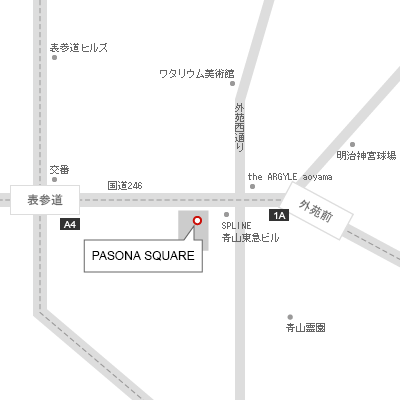 表参道ヒルズ
ワタリウム美術館
外苑西通り
明治神宮球場
交番
国道246
the ARGYLE aoyama
表参道
A4
1A
外苑前
SPLINE
青山東急ビル
PASONA SQUARE
青山霊園